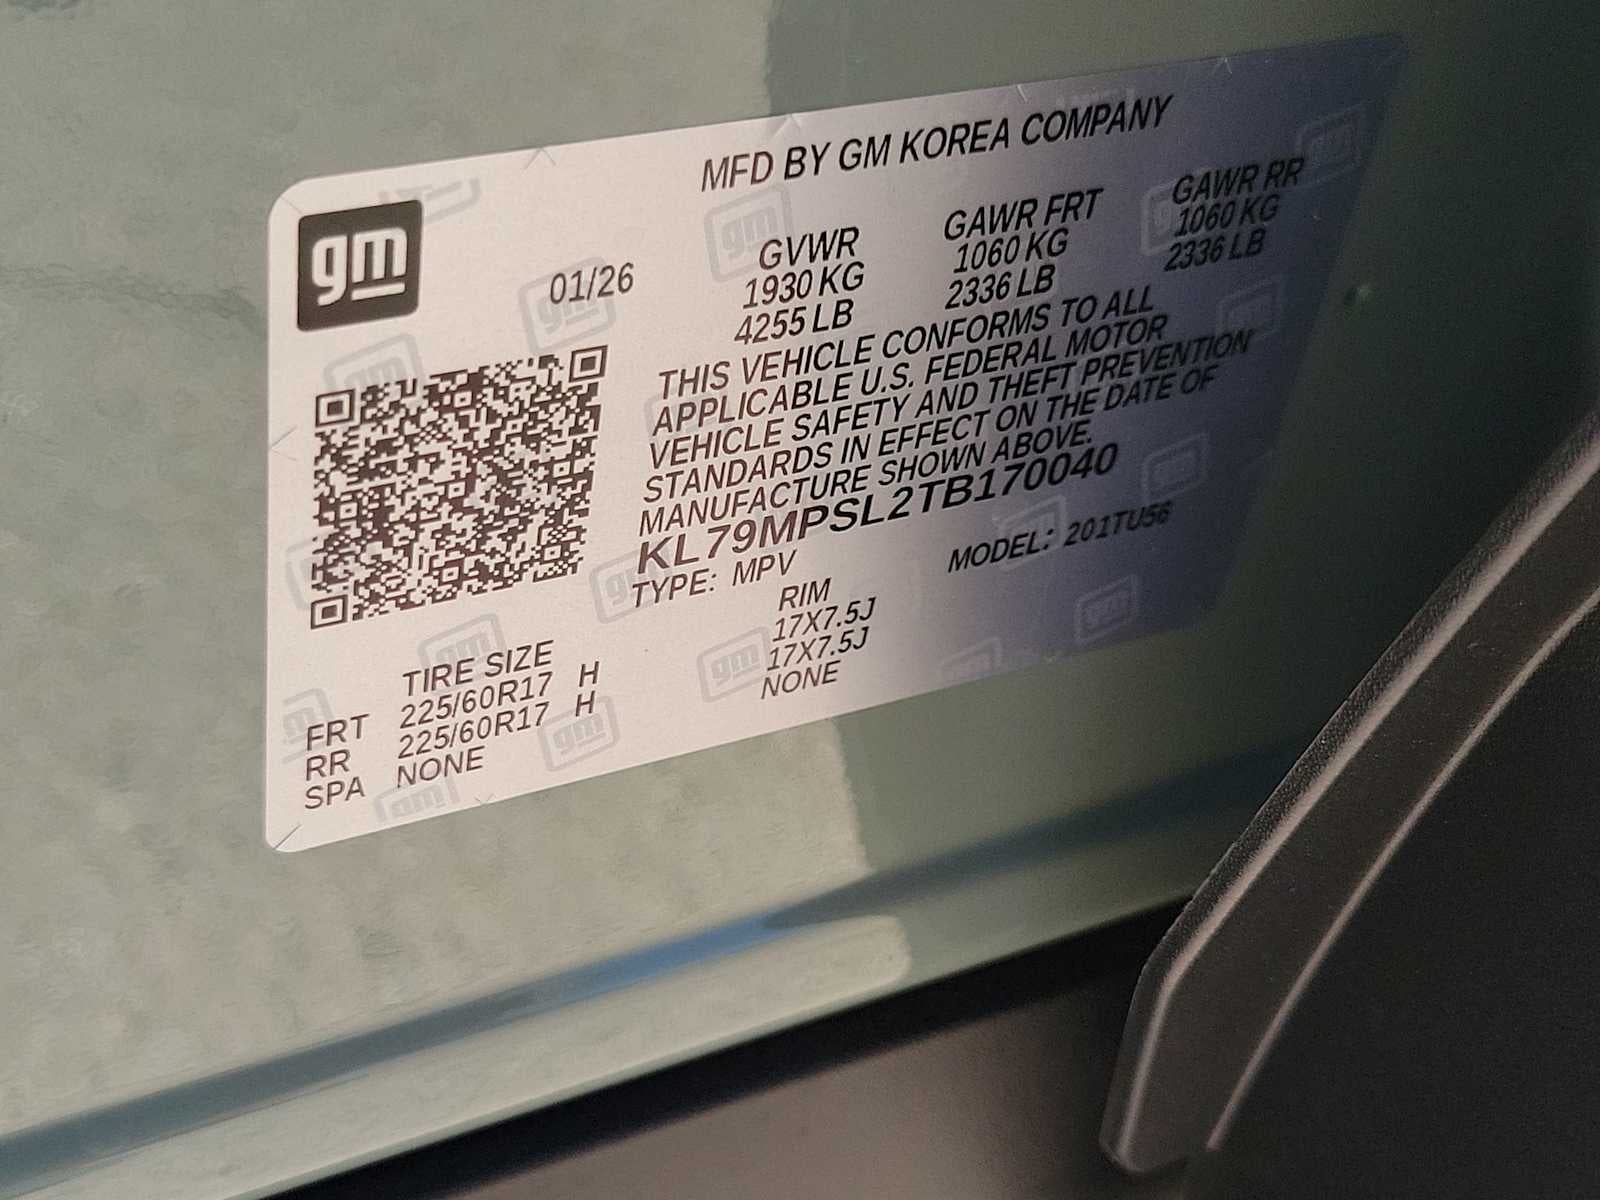 MFD BY GM KOREA COMPANY
gm
01/26
GVWR GAWR FRT GAWR RR
1930 KG 1060 KG 1060 KG
4255 LB 2336 LB 2336 LB
THIS VEHICLE CONFORMS TO ALL
APPLICABLE U.S. FEDERAL MOTOR
VEHICLE SAFETY AND THEFT PREVENTION
STANDARDS IN EFFECT ON THE DATE OF
MANUFACTURE SHOWN ABOVE.
KL79MPSL2TB170040
TYPE: MPV MODEL: 201TU56
TIRE SIZE RIM
FRT 225/60R17 H 17X7.5J
RR 225/60R17 H 17X7.5J
SPA NONE NONE